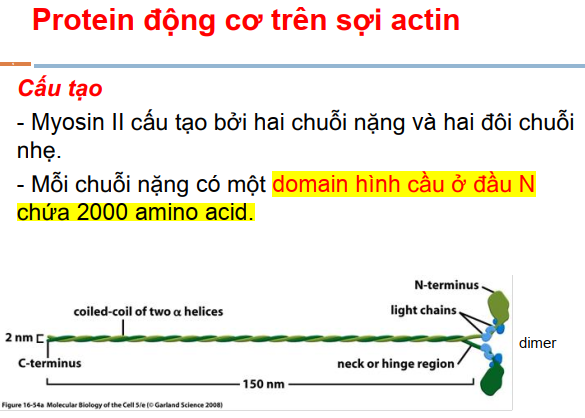 Protein động cơ trên sợi actin
Cấu tạo
- Myosin II cấu tạo bởi hai chuỗi nặng và hai đôi chuỗi
nhẹ.
- Mỗi chuỗi nặng có một domain hình cầu ở đầu N
chứa 2000 amino acid.
N-terminus
coiled-coil of two α helices
light chains
2 nm
dimer
C-terminus
neck or hinge region
150 nm
Figure 16-54a Molecular Biology of the Cell 5/e (© Garland Science 2008)